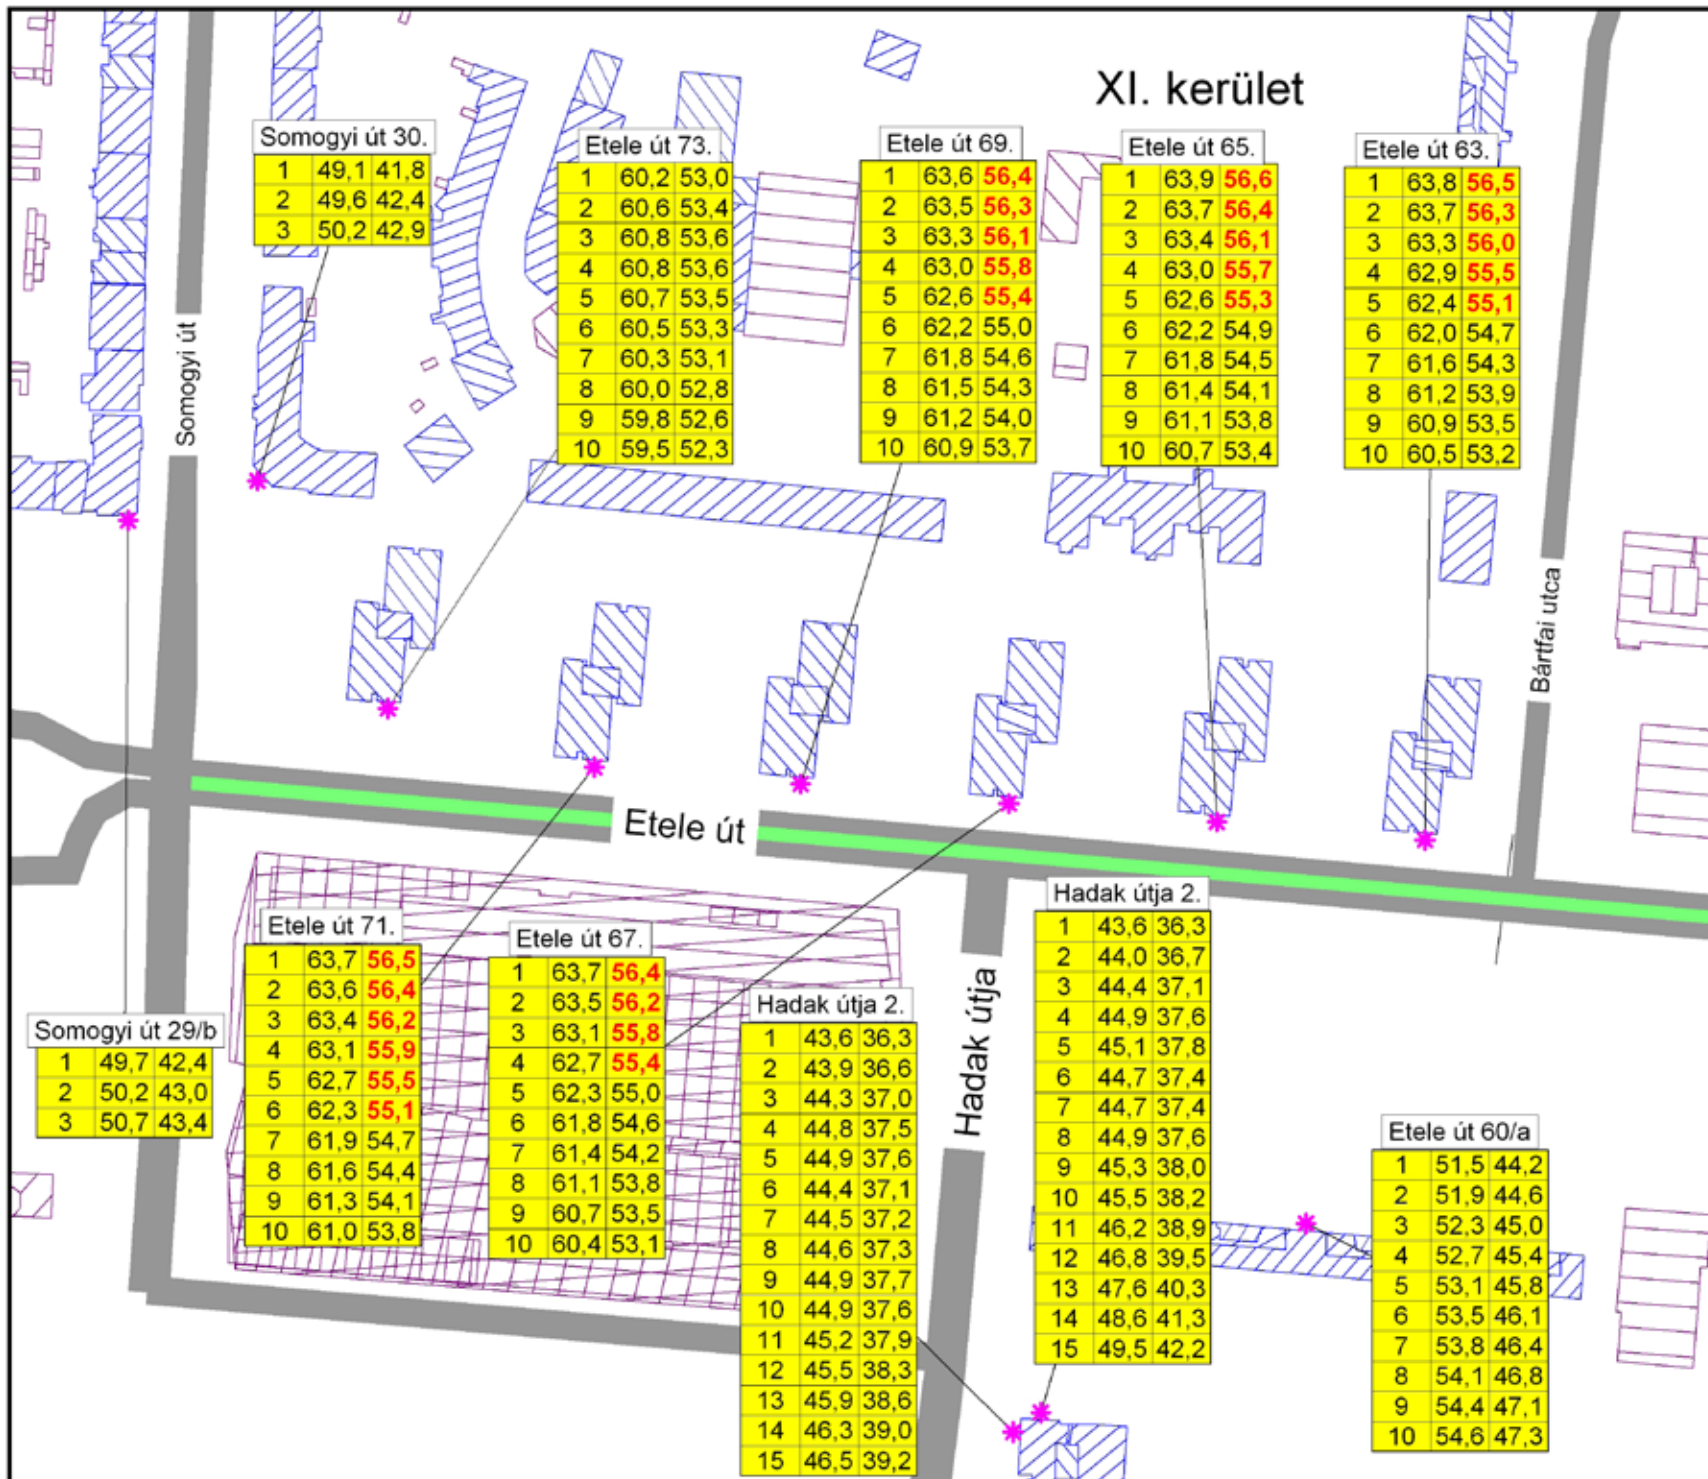 XI. kerület
Somogyi út 30.
1 49,1 41,8
2 49,6 42,4
3 50,2 42,9
Etele út 73.
1 60,2 53,0
2 60,6 53,4
3 60,8 53,6
4 60,8 53,6
5 60,7 53,5
6 60,5 53,3
7 60,3 53,1
8 60,0 52,8
9 59,8 52,6
10 59,5 52,3
Etele út 69.
1 63,6 56,4
2 63,5 56,3
3 63,3 56,1
4 63,0 55,8
5 62,6 55,4
6 62,2 55,0
7 61,8 54,6
8 61,5 54,3
9 61,2 54,0
10 60,9 53,7
Etele út 65.
1 63,9 56,6
2 63,7 56,4
3 63,4 56,1
4 63,0 55,7
5 62,6 55,3
6 62,2 54,9
7 61,8 54,5
8 61,4 54,1
9 61,1 53,8
10 60,7 53,4
Etele út 63.
1 63,8 56,5
2 63,7 56,3
3 63,3 56,0
4 62,9 55,5
5 62,4 55,1
6 62,0 54,7
7 61,6 54,3
8 61,2 53,9
9 60,9 53,5
10 60,5 53,2
Somogyi út
Bártfai utca
Etele út
Hadak útja
Somogyi út 29/b
1 49,7 42,4
2 50,2 43,0
3 50,7 43,4
Etele út 71.
1 63,7 56,5
2 63,6 56,4
3 63,4 56,2
4 63,1 55,9
5 62,7 55,5
6 62,3 55,1
7 61,9 54,7
8 61,6 54,4
9 61,3 54,1
10 61,0 53,8
Etele út 67.
1 63,7 56,4
2 63,5 56,2
3 63,1 55,8
4 62,7 55,4
5 62,3 55,0
6 61,8 54,6
7 61,4 54,2
8 61,1 53,8
9 60,7 53,5
10 60,4 53,1
Hadak útja 2.
1 43,6 36,3
2 43,9 36,6
3 44,3 37,0
4 44,8 37,5
5 44,9 37,6
6 44,4 37,1
7 44,5 37,2
8 44,6 37,3
9 44,9 37,7
10 44,9 37,6
11 45,2 37,9
12 45,5 38,3
13 45,9 38,6
14 46,3 39,0
15 46,5 39,2
Hadak útja 2.
1 43,6 36,3
2 44,0 36,7
3 44,4 37,1
4 44,9 37,6
5 45,1 37,8
6 44,7 37,4
7 44,7 37,4
8 44,9 37,6
9 45,3 38,0
10 45,5 38,2
11 46,2 38,9
12 46,8 39,5
13 47,6 40,3
14 48,6 41,3
15 49,5 42,2
Etele út 60/a
1 51,5 44,2
2 51,9 44,6
3 52,3 45,0
4 52,7 45,4
5 53,1 45,8
6 53,5 46,1
7 53,8 46,4
8 54,1 46,8
9 54,4 47,1
10 54,6 47,3